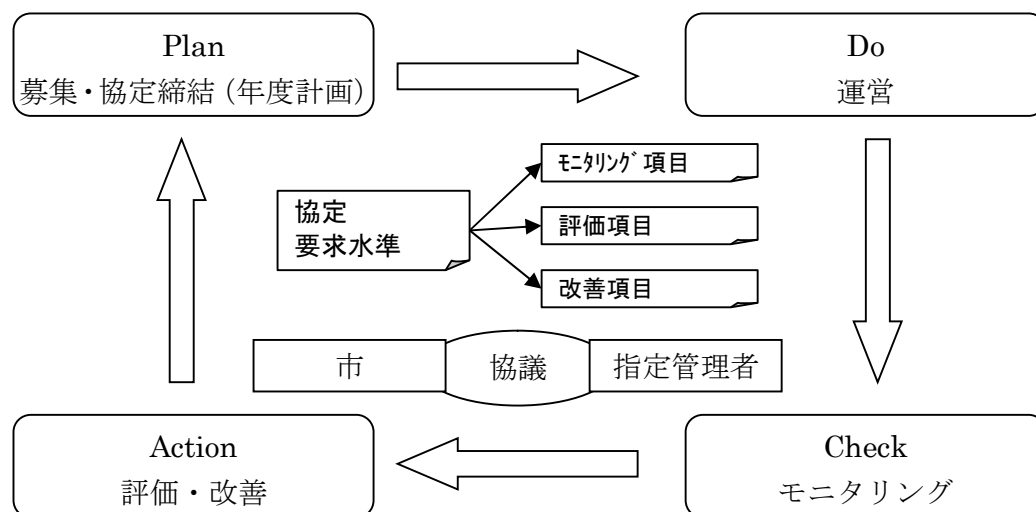 Plan
募集・協定締結（年度計画）
Do
運営
ﾓﾆﾀﾘﾝｸﾞ項目
協定
要求水準
評価項目
改善項目
市
協議
指定管理者
Action
評価・改善
Check
モニタリング